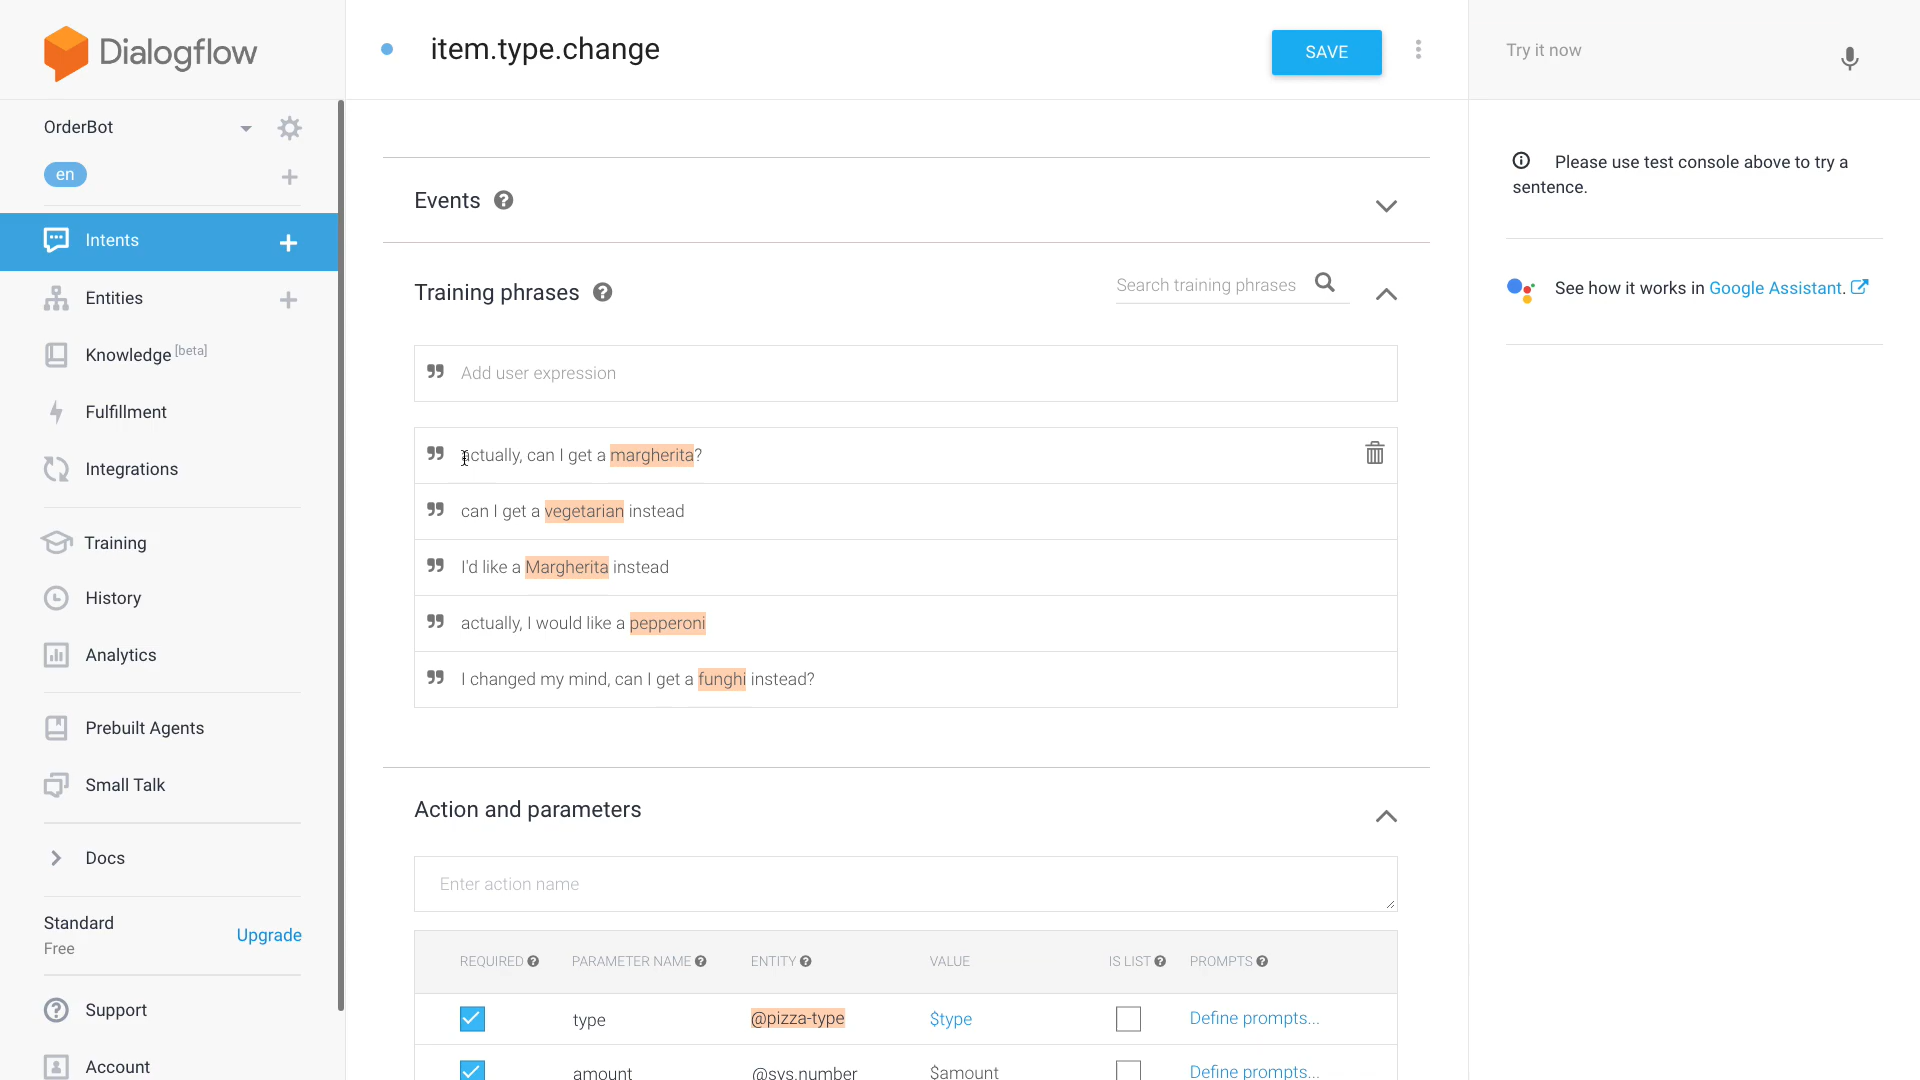 Dialogflow
OrderBot
en
Intents
Entities
Knowledge [beta]
Fulfillment
Integrations
Training
History
Analytics
Prebuilt Agents
Small Talk
Docs
Standard
Free
Upgrade
Support
Account
item.type.change
SAVE
Events
Training phrases
Search training phrases
Add user expression
actually, can I get a margherita?
can I get a vegetarian instead
I'd like a Margherita instead
actually, I would like a pepperoni
I changed my mind, can I get a funghi instead?
Action and parameters
Enter action name
REQUIRED PARAMETER NAME ENTITY VALUE IS LIST PROMPTS
type @pizza-type $type Define prompts...
amount @sys.number $amount Define prompts...
Try it now
Please use test console above to try a
sentence.
See how it works in Google Assistant.